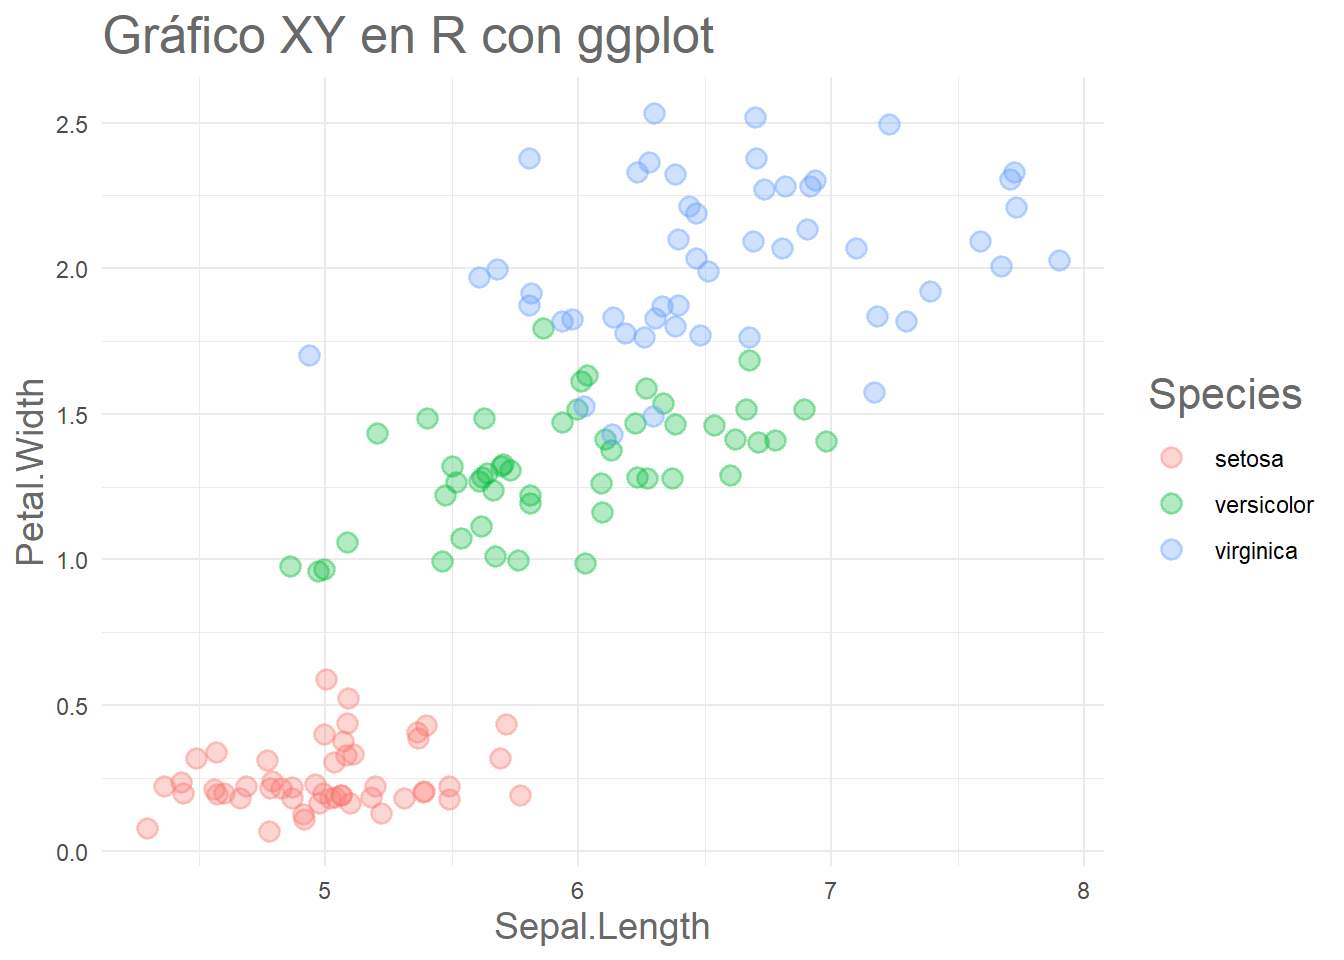 Gráfico XY en R con ggplot
Petal.Width
2.5
2.0
1.5
1.0
0.5
0.0
5 6 7 8
Sepal.Length
Species
setosa
versicolor
virginica